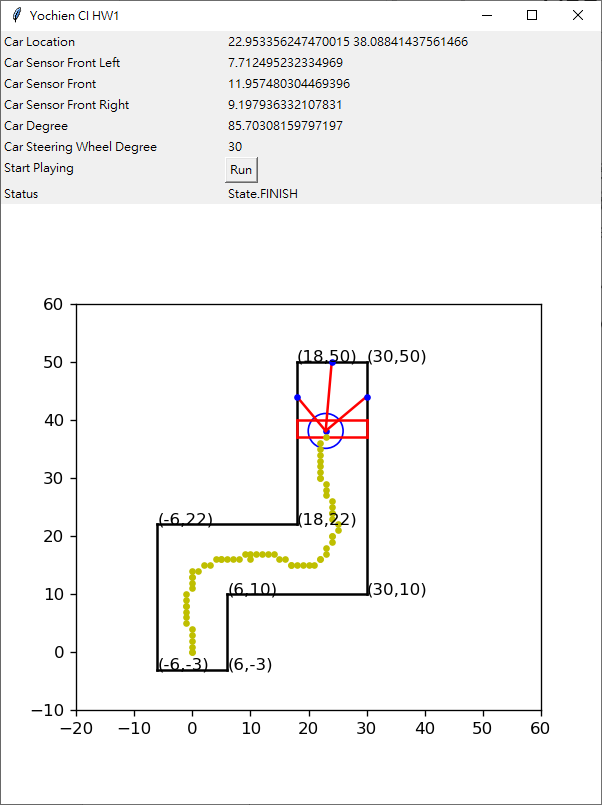 Yochien CI HW1
Car Location 22.953356247470015 38.08841437561466
Car Sensor Front Left 7.712495232334969
Car Sensor Front 11.957480304469396
Car Sensor Front Right 9.197936332107831
Car Degree 85.70308159797197
Car Steering Wheel Degree 30
Start Playing Run
Status State.FINISH
60
50
(18,50) (30,50)
40
30
20
(-6,22) (18,22)
10
(6,10) (30,10)
0
(-6,-3) (6,-3)
−10
−20 −10 0 10 20 30 40 50 60